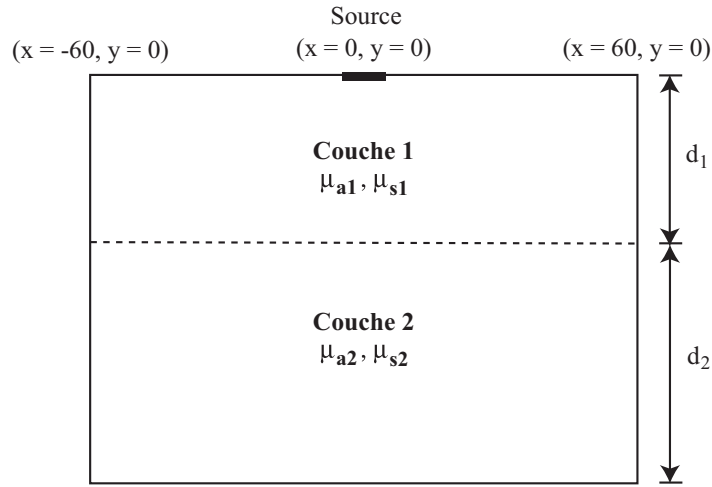 Source
(x = -60, y = 0) (x = 0, y = 0) (x = 60, y = 0)
Couche 1
μa1, μs1
d1
Couche 2
μa2, μs2
d2